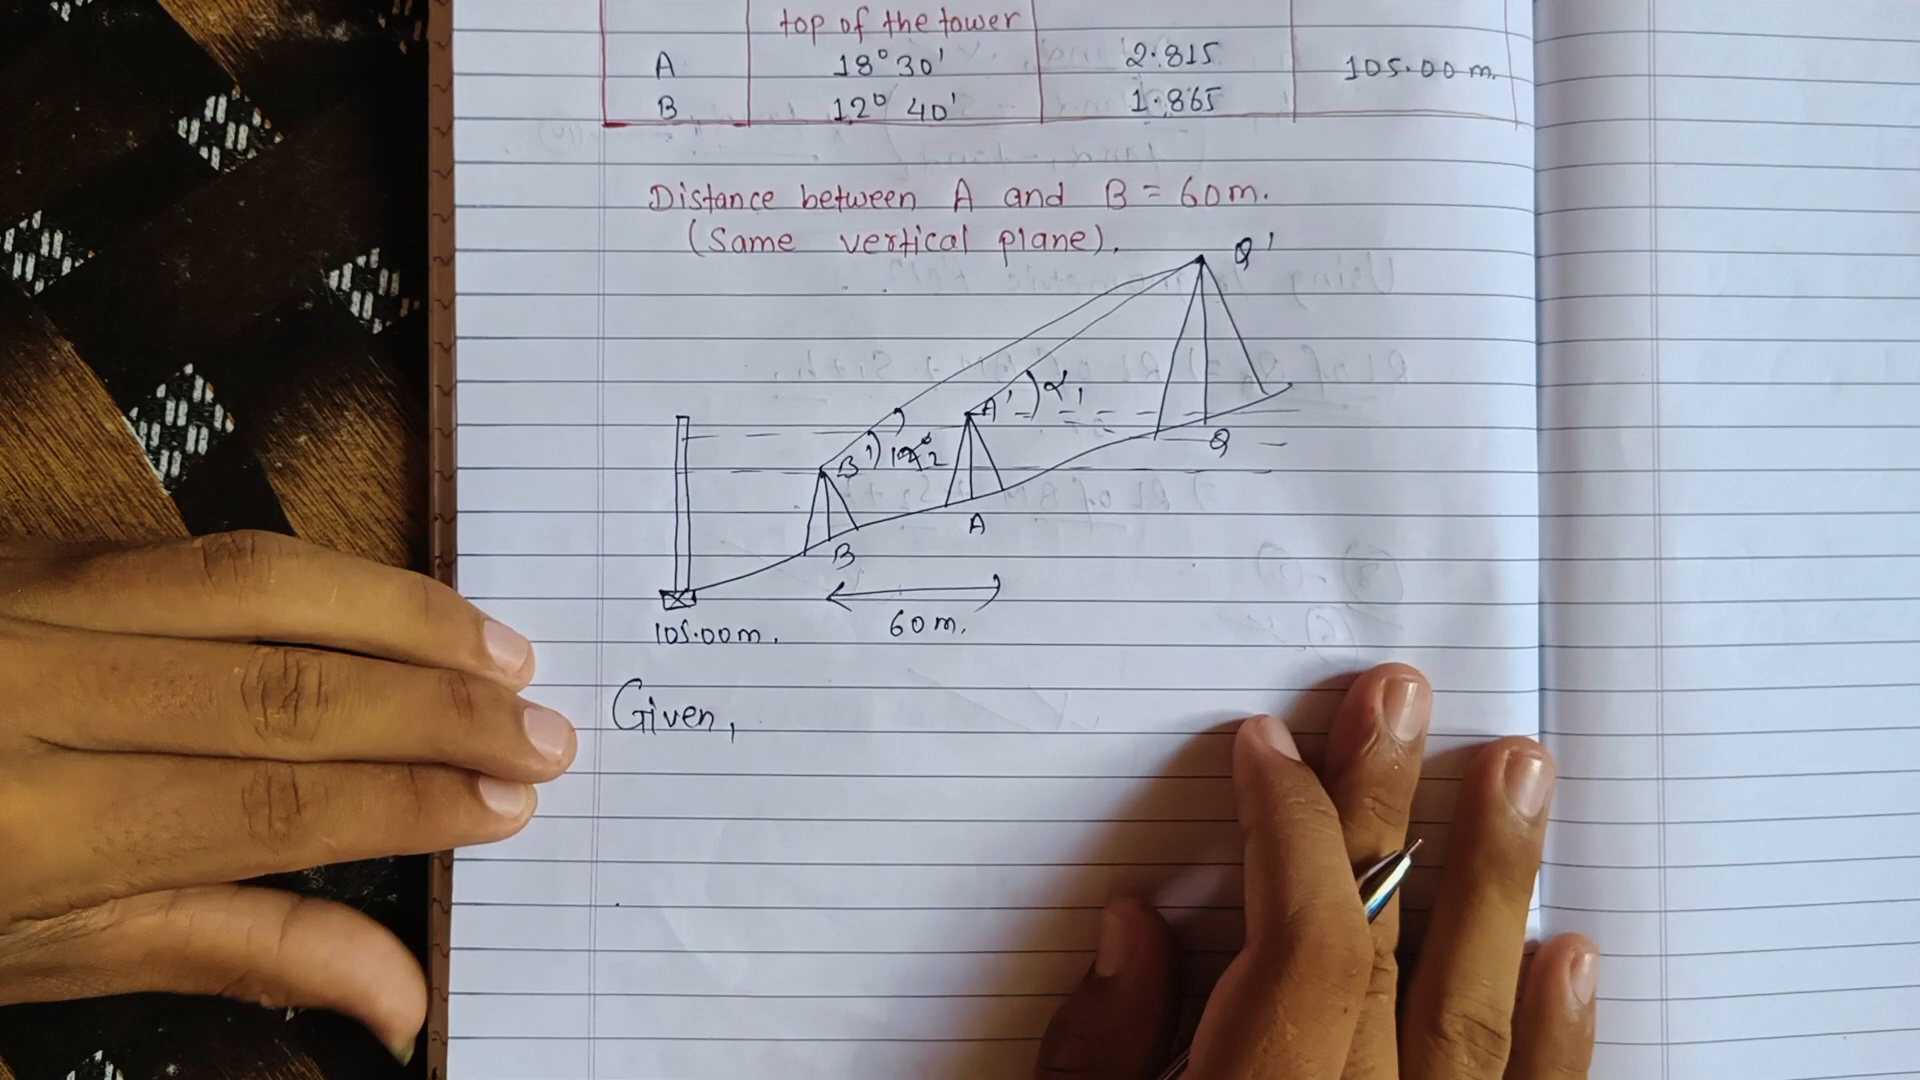 top of the tower
A 18°30' 2.815 105.00 m.
B 12° 40' 1.865
Distance between A and B = 60m.
(Same vertical plane).
Q'
A' α₁
B' α₂
Q
A
B
105.00m. 60m.
Given,